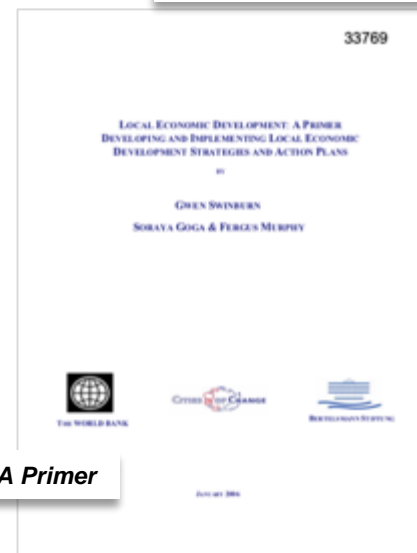 33769
LOCAL ECONOMIC DEVELOPMENT: A PRIMER
DEVELOPING AND IMPLEMENTING LOCAL ECONOMIC
DEVELOPMENT STRATEGIES AND ACTION PLANS
BY
GWEN SWINBURN
SORAYA GOGA & FERGUS MURPHY
THE WORLD BANK
CITIES OF CHANGE
BERTELSMANN STIFTUNG
A Primer
JANUARY 2006